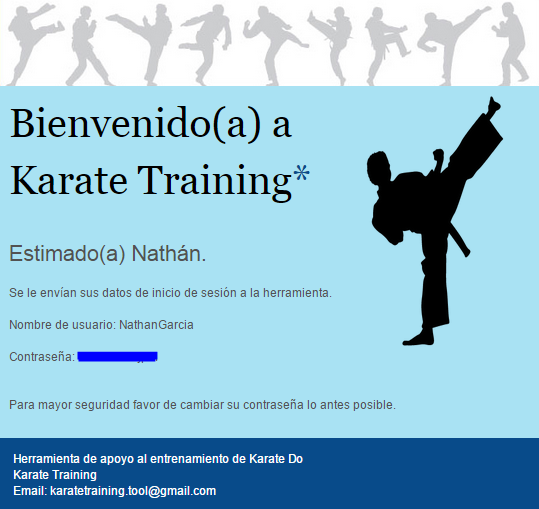 Bienvenido(a) a
Karate Training*
Estimado(a) Nathán.
Se le envían sus datos de inicio de sesión a la herramienta.
Nombre de usuario: NathanGarcia
Contraseña:
Para mayor seguridad favor de cambiar su contraseña lo antes posible.
Herramienta de apoyo al entrenamiento de Karate Do
Karate Training
Email: karatetraining.tool@gmail.com